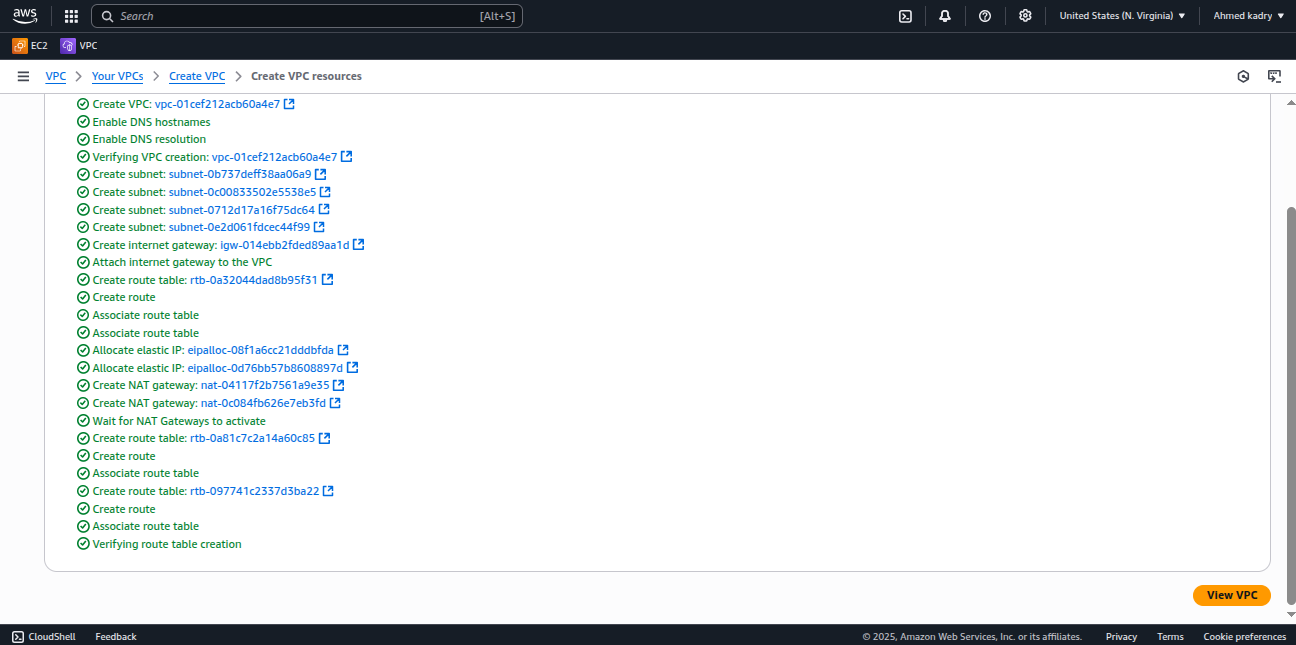 aws Search [Alt+S] United States (N. Virginia) Ahmed kadry
EC2 VPC
VPC Your VPCs Create VPC Create VPC resources
Create VPC: vpc-01cef212acb60a4e7
Enable DNS hostnames
Enable DNS resolution
Verifying VPC creation: vpc-01cef212acb60a4e7
Create subnet: subnet-0b737deff38aa06a9
Create subnet: subnet-0c00833502e5538e5
Create subnet: subnet-0712d17a16f75dc64
Create subnet: subnet-0e2d061fdcec44f99
Create internet gateway: igw-014ebb2fded89aa1d
Attach internet gateway to the VPC
Create route table: rtb-0a32044dad8b95f31
Create route
Associate route table
Associate route table
Allocate elastic IP: eipalloc-08f1a6cc21dddbfda
Allocate elastic IP: eipalloc-0d76bb57b8608897d
Create NAT gateway: nat-04117f2b7561a9e35
Create NAT gateway: nat-0c084fb626e7eb3fd
Wait for NAT Gateways to activate
Create route table: rtb-0a81c7c2a14a60c85
Create route
Associate route table
Create route table: rtb-097741c2337d3ba22
Create route
Associate route table
Verifying route table creation
View VPC
CloudShell Feedback © 2025, Amazon Web Services, Inc. or its affiliates. Privacy Terms Cookie preferences